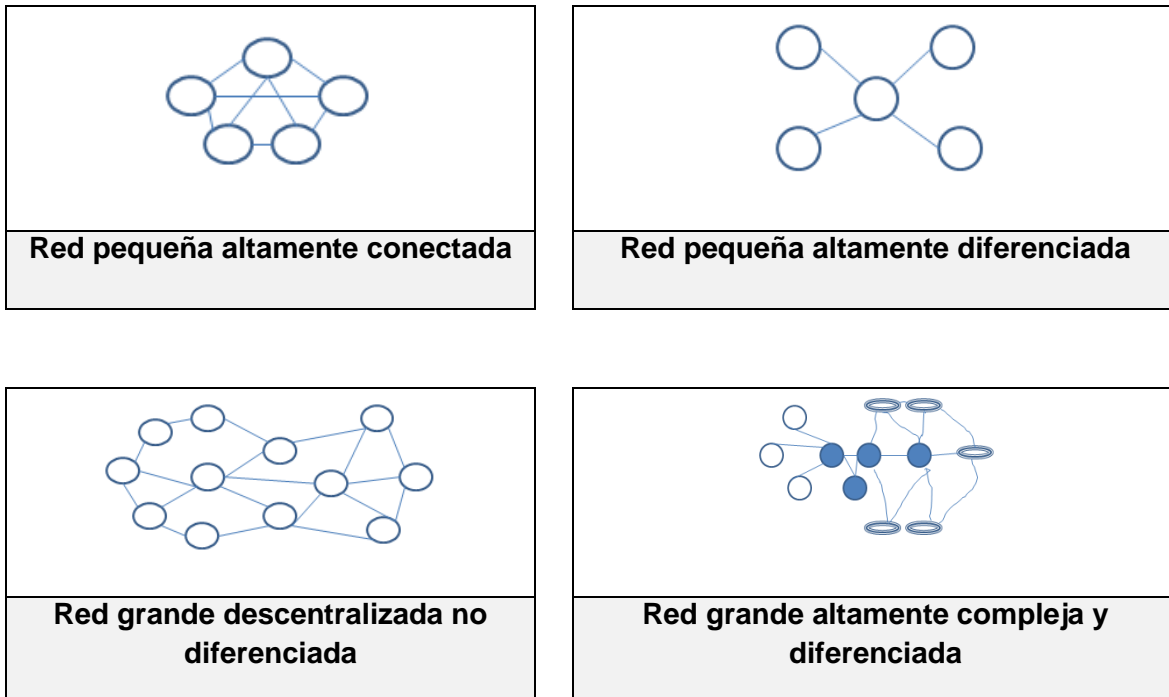 Red pequeña altamente conectada
Red pequeña altamente diferenciada
Red grande descentralizada no
diferenciada
Red grande altamente compleja y
diferenciada